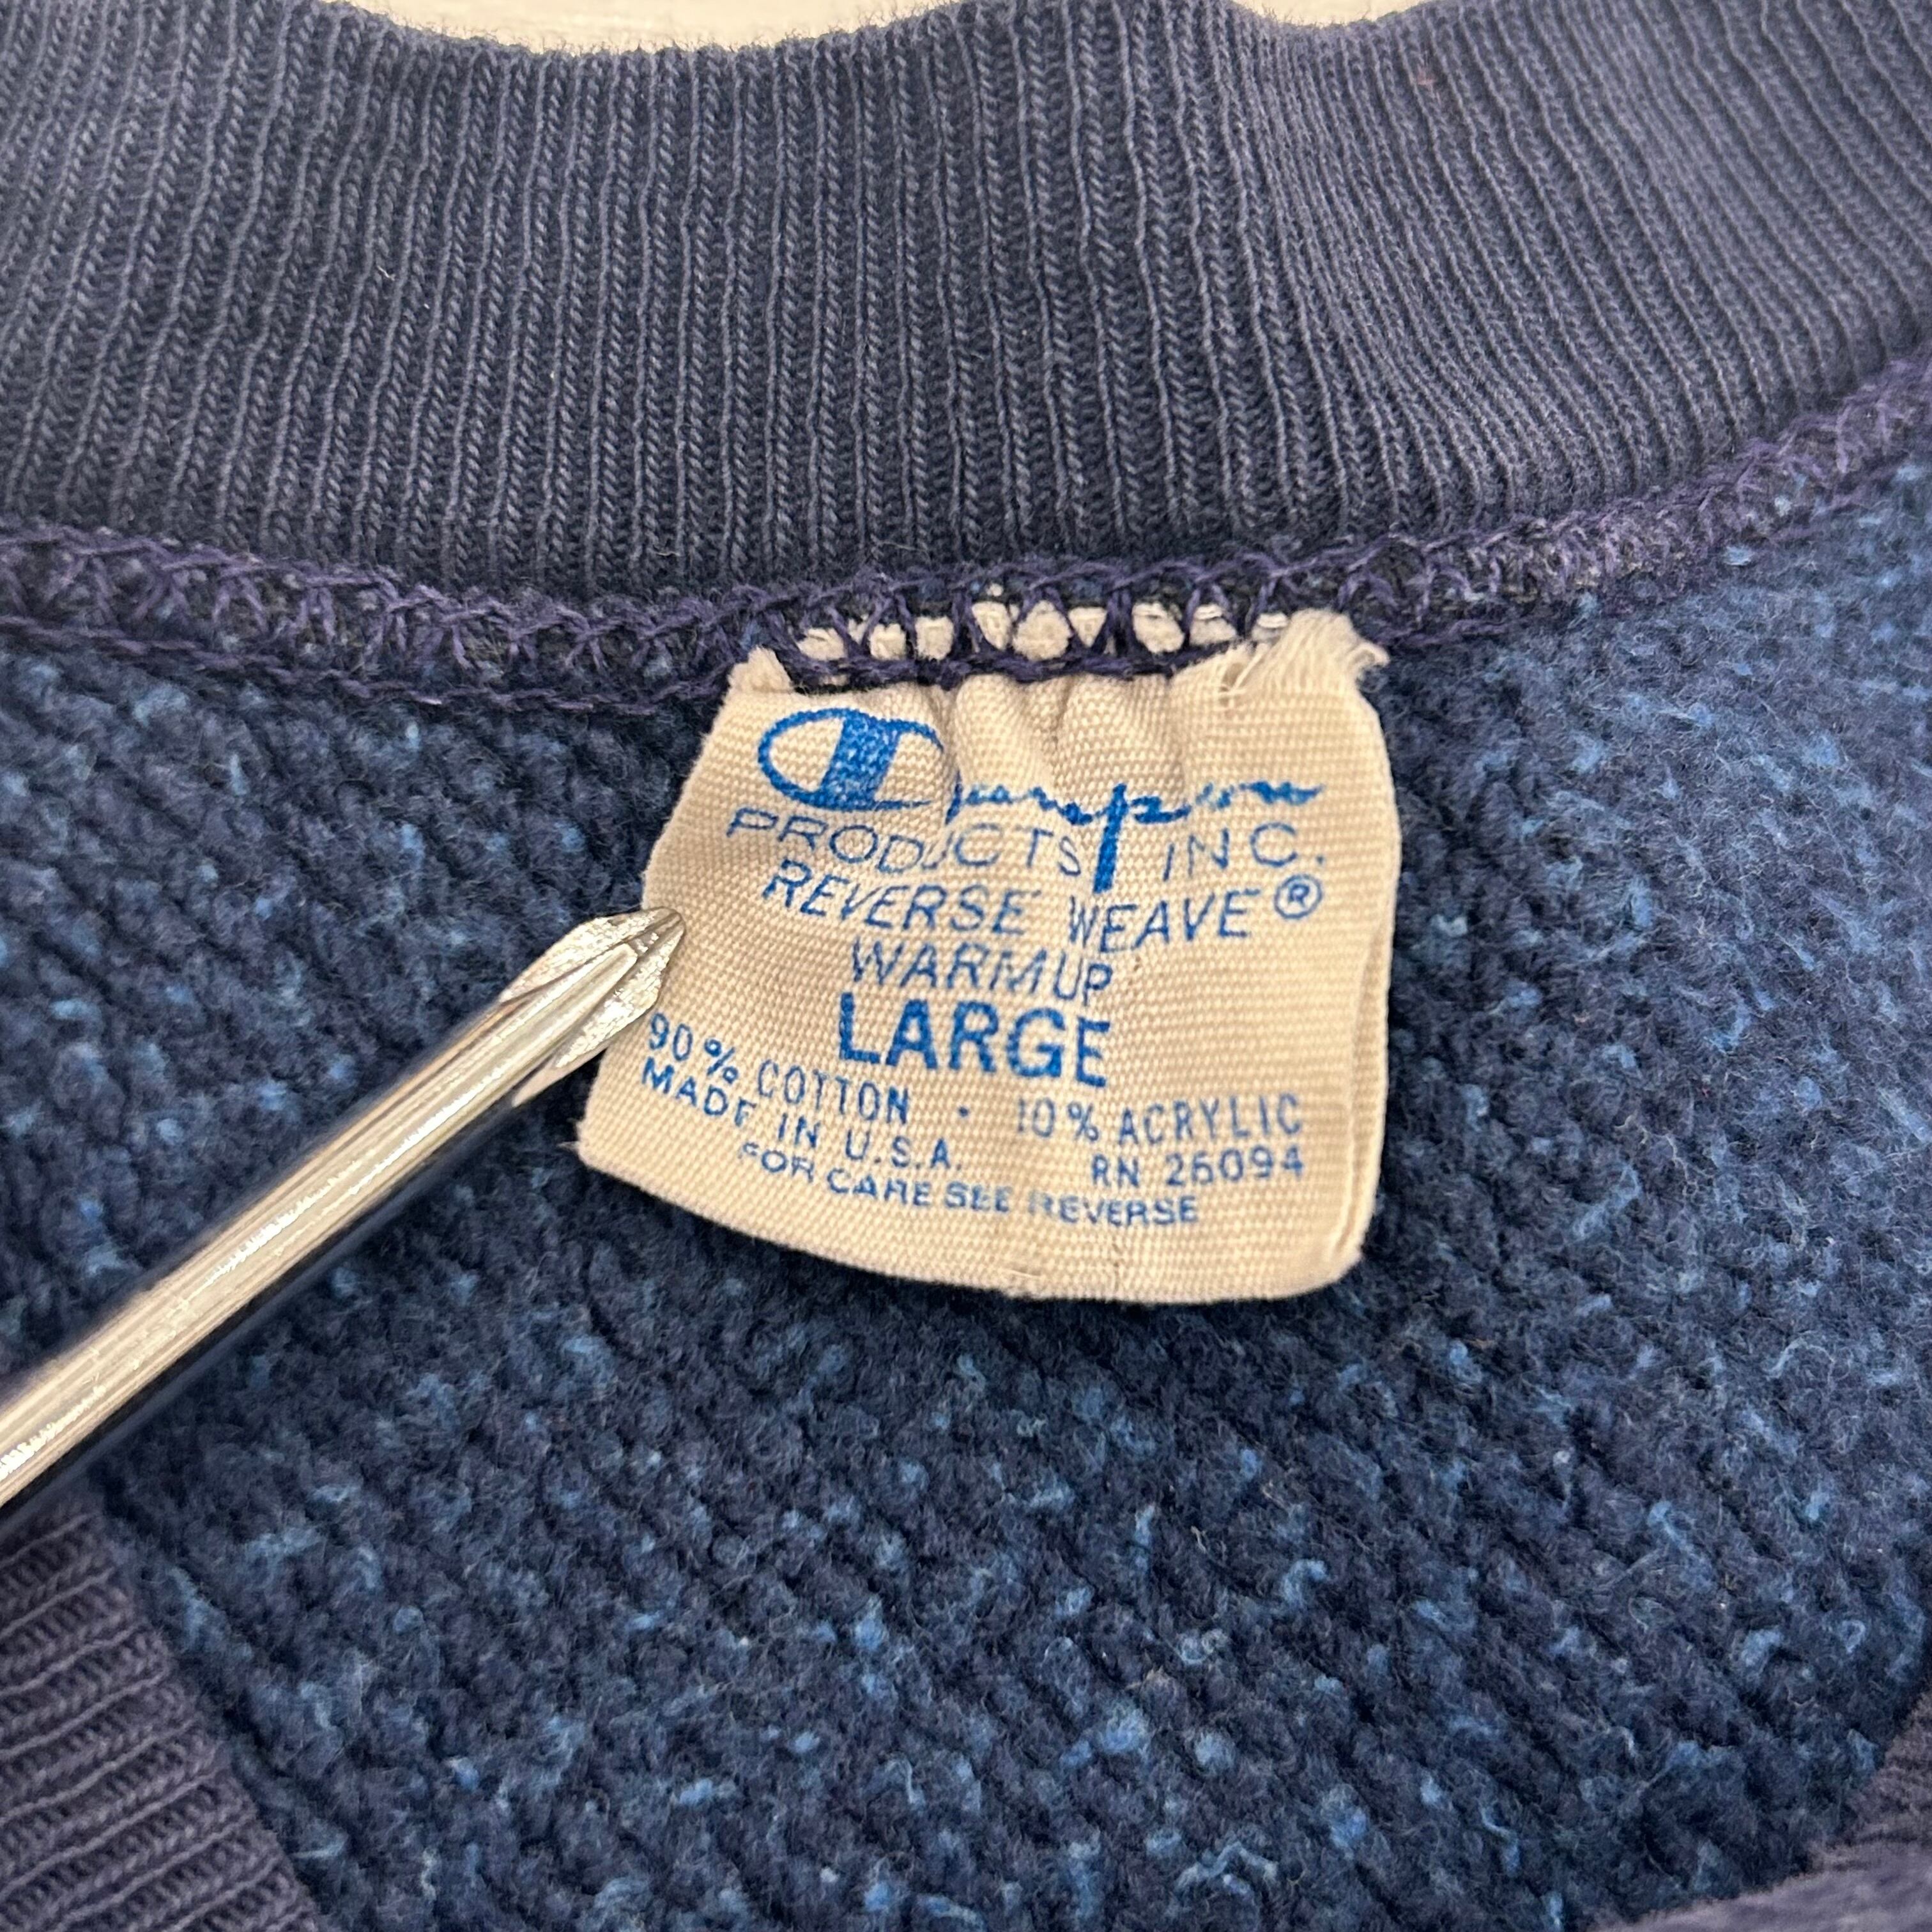 Champion
PRODUCTS INC.
REVERSE WEAVE®
WARMUP
LARGE
90% COTTON · 10% ACRYLIC
MADE IN U.S.A. RN 26094
FOR CARE SEE REVERSE